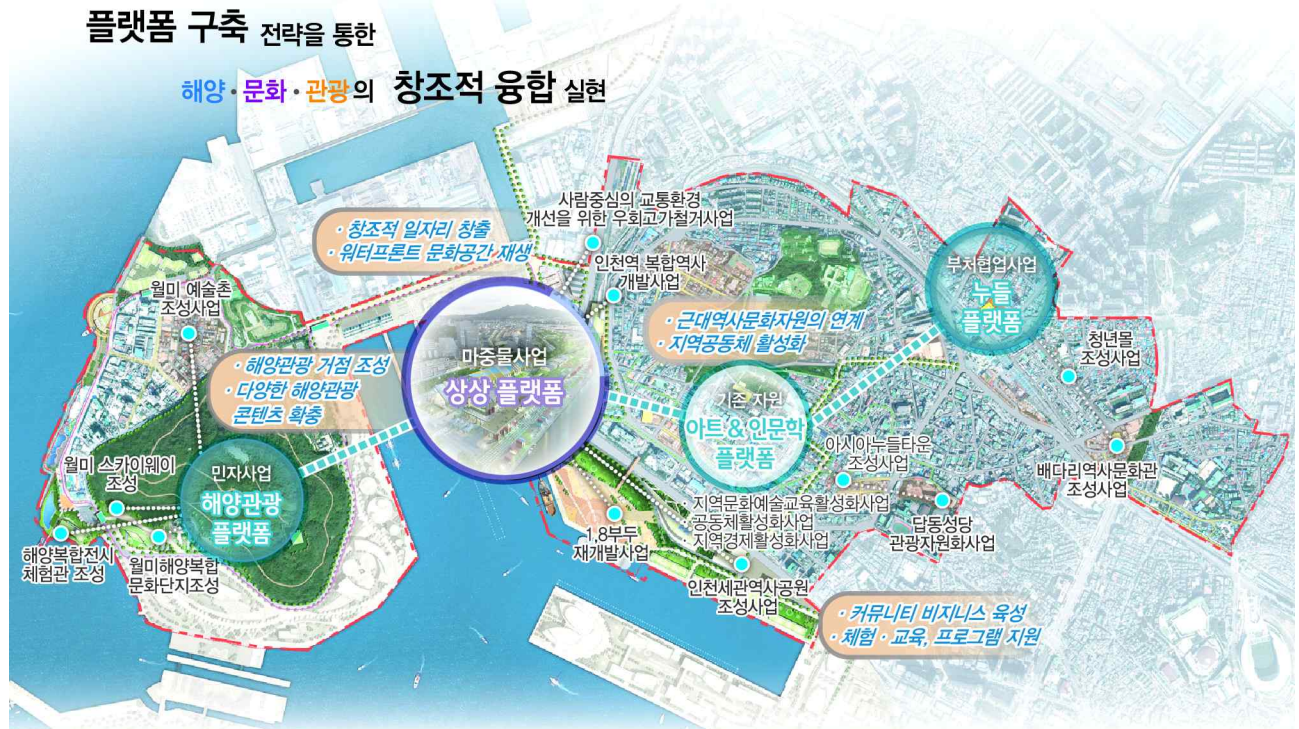 플랫폼 구축 전략을 통한
해양·문화·관광의 창조적 융합 실현
사람중심의 교통환경
개선을 위한 우회고가철거사업
· 창조적 일자리 창출
· 워터프론트 문화공간 재생
인천역 복합역사
개발사업
부처협업사업
누들
플랫폼
월미 예술촌
조성사업
· 근대역사문화자원의 연계
· 지역공동체 활성화
· 해양관광 거점 조성
· 다양한 해양관광
콘텐츠 확충
마중물사업
상상 플랫폼
청년몰
조성사업
기존 자원
아트 & 인문학
플랫폼
아시아누들타운
조성사업
배다리역사문화관
조성사업
월미 스카이웨이
조성
민자사업
해양관광
플랫폼
지역문화예술교육활성화사업
공동체활성화사업
지역경제활성화사업
답동성당
관광자원화사업
1,8부두
재개발사업
해양복합전시
체험관 조성
월미해양복합
문화단지조성
인천세관역사공원
조성사업
· 커뮤니티 비지니스 육성
· 체험 · 교육, 프로그램 지원